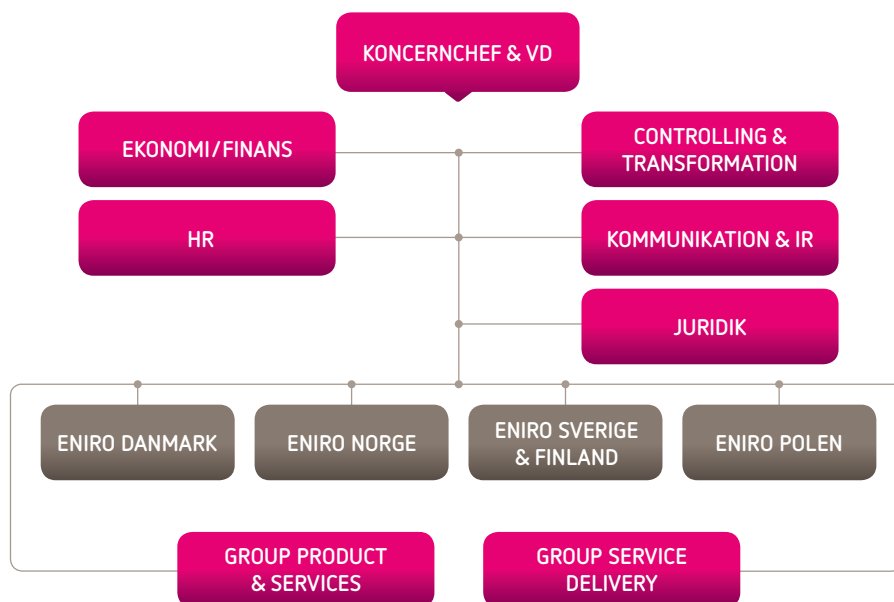 KONCERNCHEF & VD
EKONOMI/FINANS
CONTROLLING &
TRANSFORMATION
HR
KOMMUNIKATION & IR
JURIDIK
ENIRO DANMARK
ENIRO NORGE
ENIRO SVERIGE
& FINLAND
ENIRO POLEN
GROUP PRODUCT
& SERVICES
GROUP SERVICE
DELIVERY